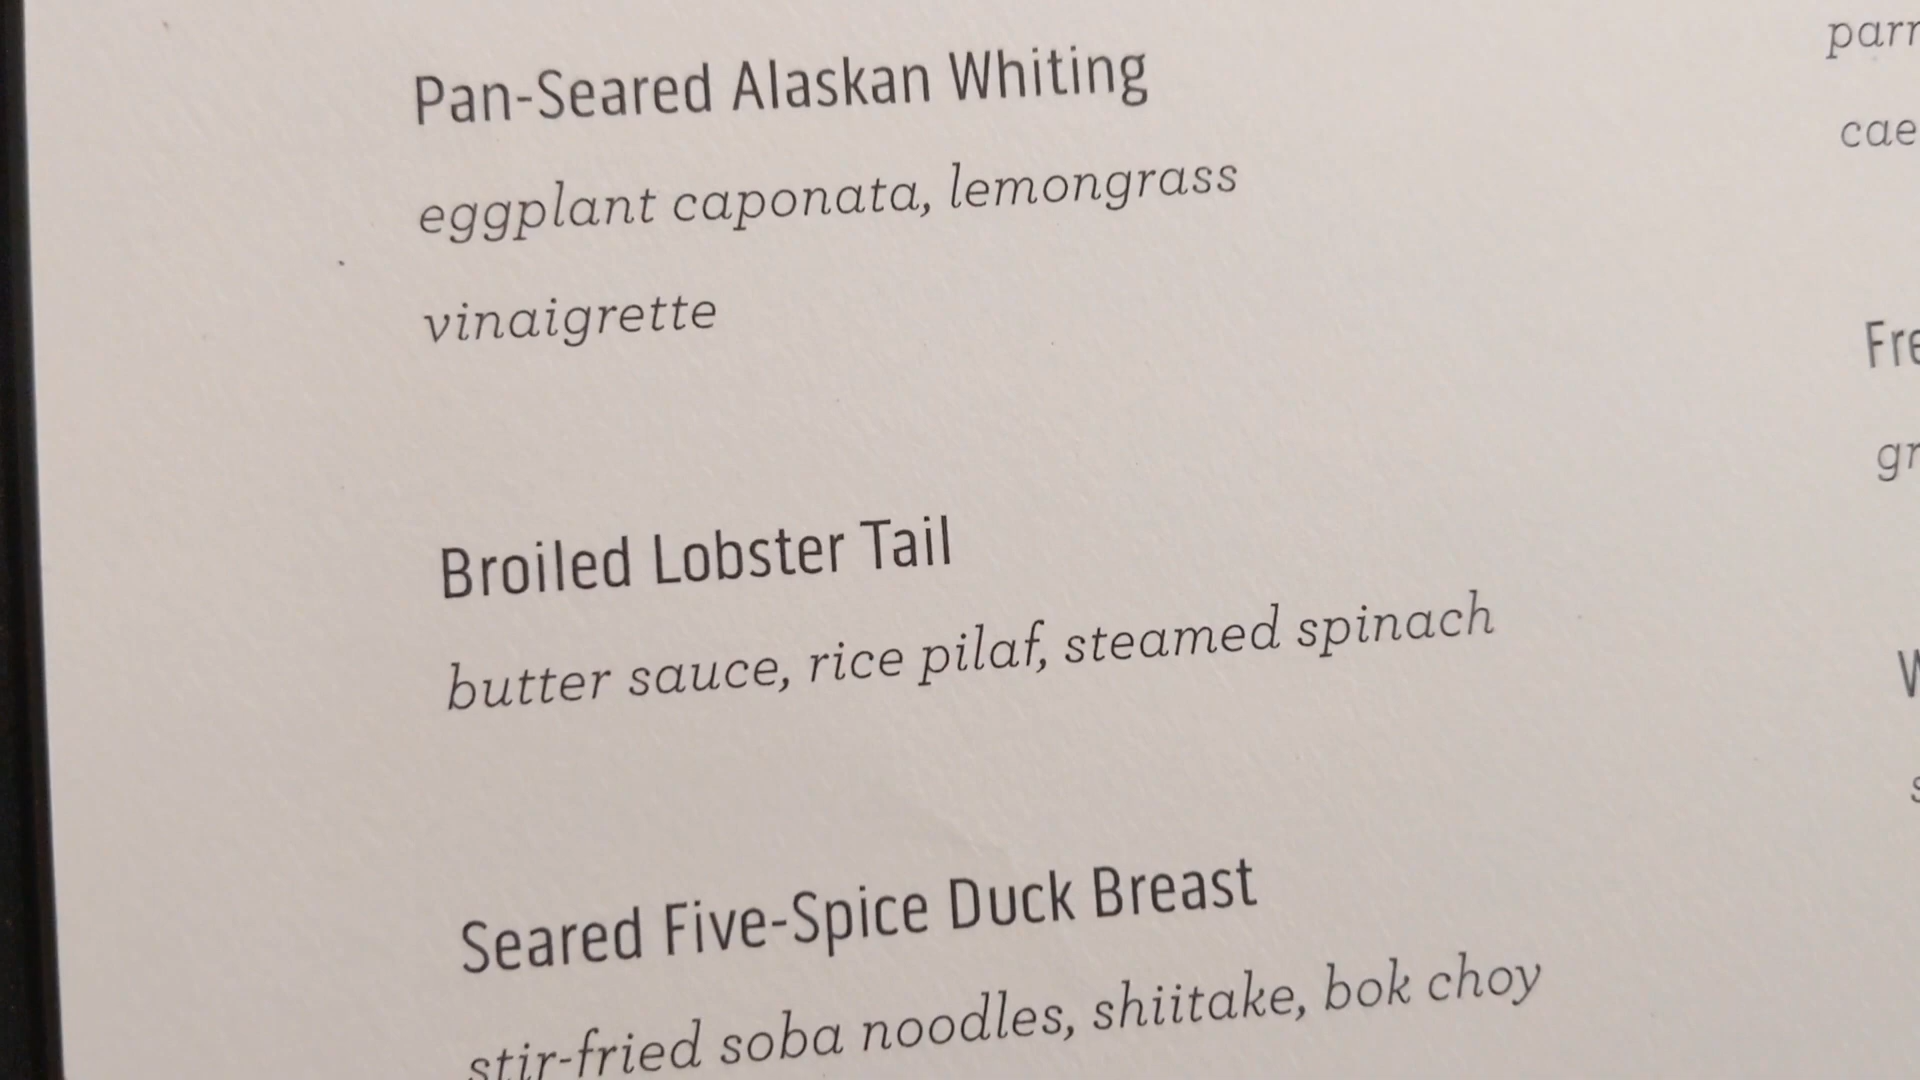 Pan-Seared Alaskan Whiting
eggplant caponata, lemongrass
vinaigrette
Broiled Lobster Tail
butter sauce, rice pilaf, steamed spinach
Seared Five-Spice Duck Breast
stir-fried soba noodles, shiitake, bok choy